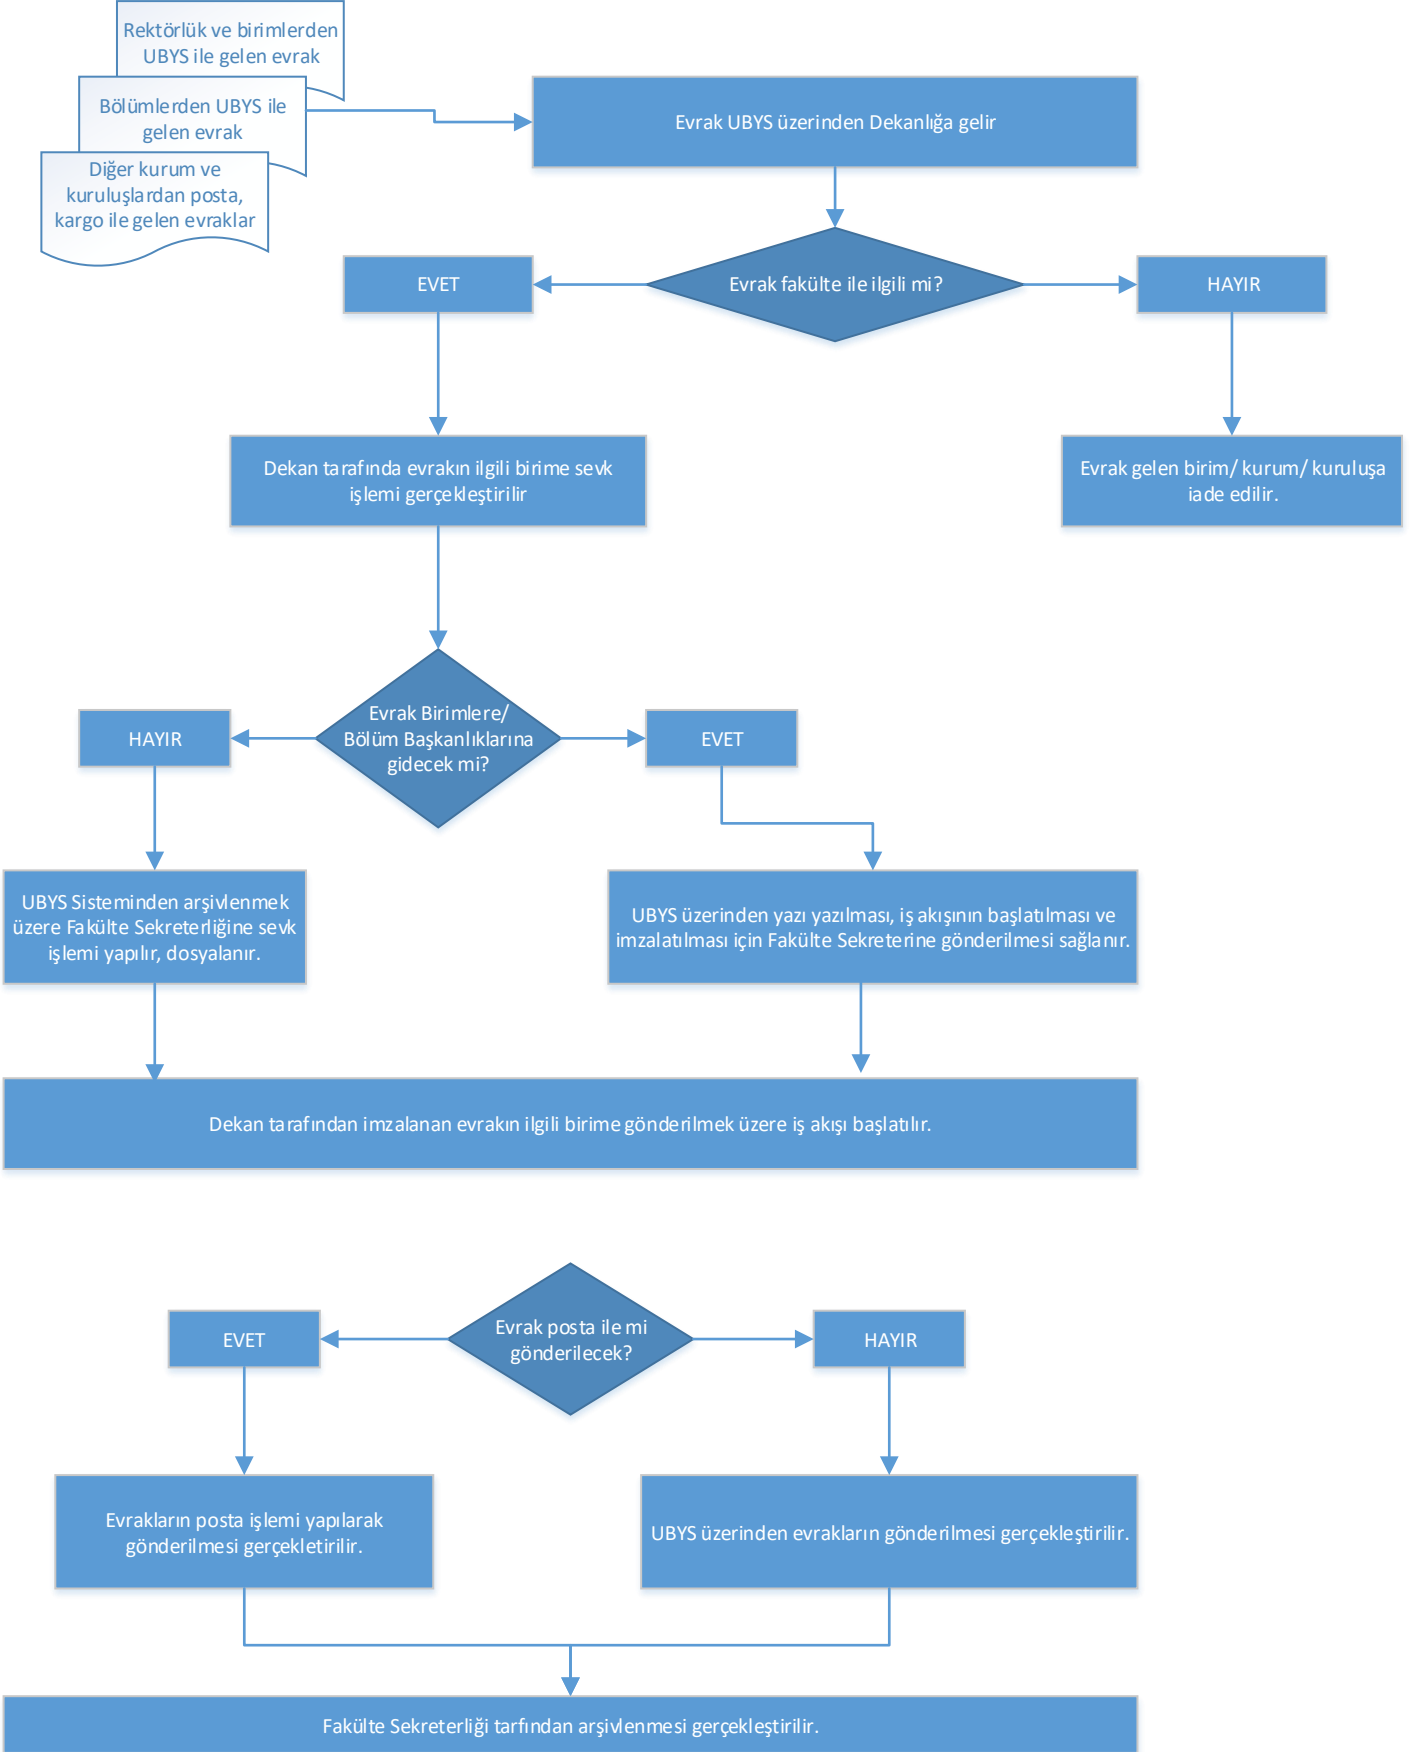 Rektörlük ve birimlerden
UBYS ile gelen evrak
Bölümlerden UBYS ile
gelen evrak
Diğer kurum ve
kuruluşlardan posta,
kargo ile gelen evraklar
Evrak UBYS üzerinden Dekanlığa gelir
EVET
Evrak fakülte ile ilgili mi?
HAYIR
Dekan tarafında evrakın ilgili birime sevk
işlemi gerçekleştirilir
Evrak gelen birim/ kurum/ kuruluşa
iade edilir.
HAYIR
Evrak Birimlere/
Bölüm Başkanlıklarına
gidecek mi?
EVET
UBYS Sisteminden arşivlenmek
üzere Fakülte Sekreterliğine sevk
işlemi yapılır, dosyalanır.
UBYS üzerinden yazı yazılması, iş akışının başlatılması ve
imzalatılması için Fakülte Sekreterine gönderilmesi sağlanır.
Dekan tarafından imzalanan evrakın ilgili birime gönderilmek üzere iş akışı başlatılır.
EVET
Evrak posta ile mi
gönderilecek?
HAYIR
Evrakların posta işlemi yapılarak
gönderilmesi gerçekletirilir.
UBYS üzerinden evrakların gönderilmesi gerçekleştirilir.
Fakülte Sekreterliği tarfından arşivlenmesi gerçekleştirilir.